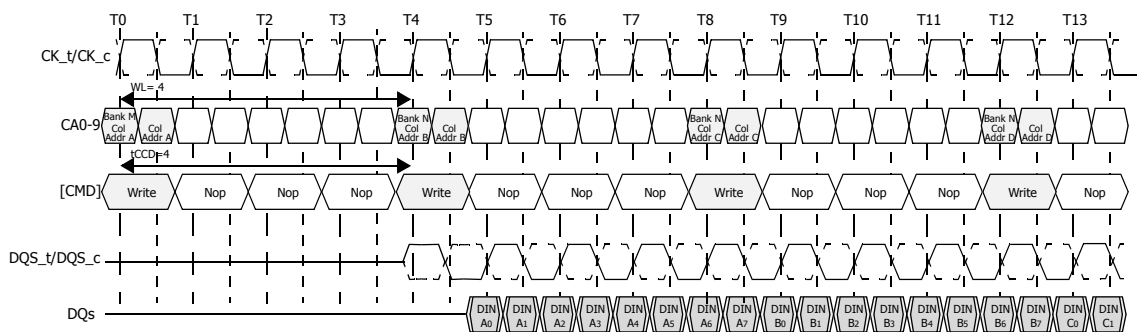 T0 T1 T2 T3 T4 T5 T6 T7 T8 T9 T10 T11 T12 T13
CK_t/CK_c
WL= 4
CA0-9
Bank M Col Addr A
Col Addr A
Bank N Col Addr B
Col Addr B
Bank N Col Addr C
Col Addr C
Bank N Col Addr D
Col Addr D
tCCD=4
[CMD] Write Nop Nop Nop Write Nop Nop Nop Write Nop Nop Nop Write Nop
DQS_t/DQS_c
DQs
DIN A0
DIN A1
DIN A2
DIN A3
DIN A4
DIN A5
DIN A6
DIN A7
DIN B0
DIN B1
DIN B2
DIN B3
DIN B4
DIN B5
DIN B6
DIN B7
DIN C0
DIN C1